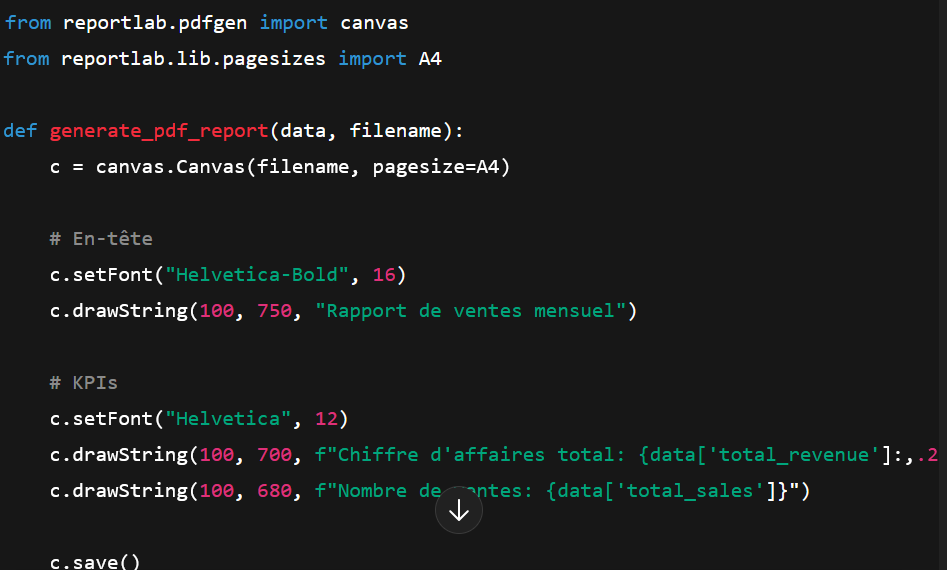 from reportlab.pdfgen import canvas
from reportlab.lib.pagesizes import A4
def generate_pdf_report(data, filename):
c = canvas.Canvas(filename, pagesize=A4)
# En-tête
c.setFont("Helvetica-Bold", 16)
c.drawString(100, 750, "Rapport de ventes mensuel")
# KPIs
c.setFont("Helvetica", 12)
c.drawString(100, 700, f"Chiffre d'affaires total: {data['total_revenue']:,.2
c.drawString(100, 680, f"Nombre de ventes: {data['total_sales']}")
c.save()